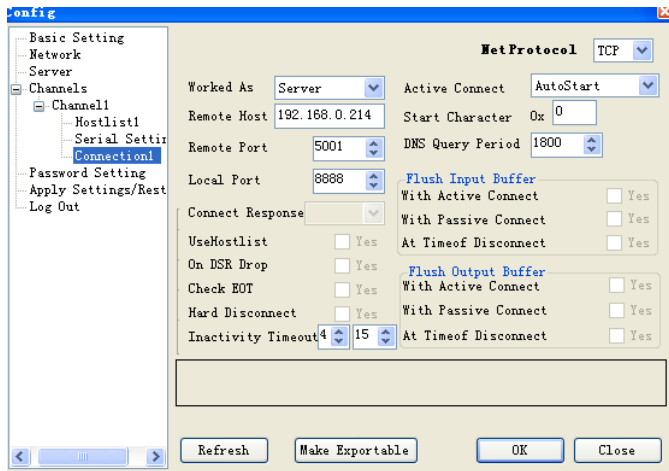 Config
Basic Setting
Network
Server
Channels
Channel1
Hostlist1
Serial Settin
Connection1
Password Setting
Apply Settings/Rest
Log Out
NetProtocol TCP
Worked As Server
Active Connect AutoStart
Remote Host 192.168.0.214
Start Character 0x 0
Remote Port 5001
DNS Query Period 1800
Local Port 8888
Connect Response
UseHostlist Yes
On DSR Drop Yes
Check EOT Yes
Hard Disconnect Yes
Inactivity Timeout 4 15
Flush Input Buffer
With Active Connect Yes
With Passive Connect Yes
At Timeof Disconnect Yes
Flush Output Buffer
With Active Connect Yes
With Passive Connect Yes
At Timeof Disconnect Yes
Refresh
Make Exportable
OK
Close